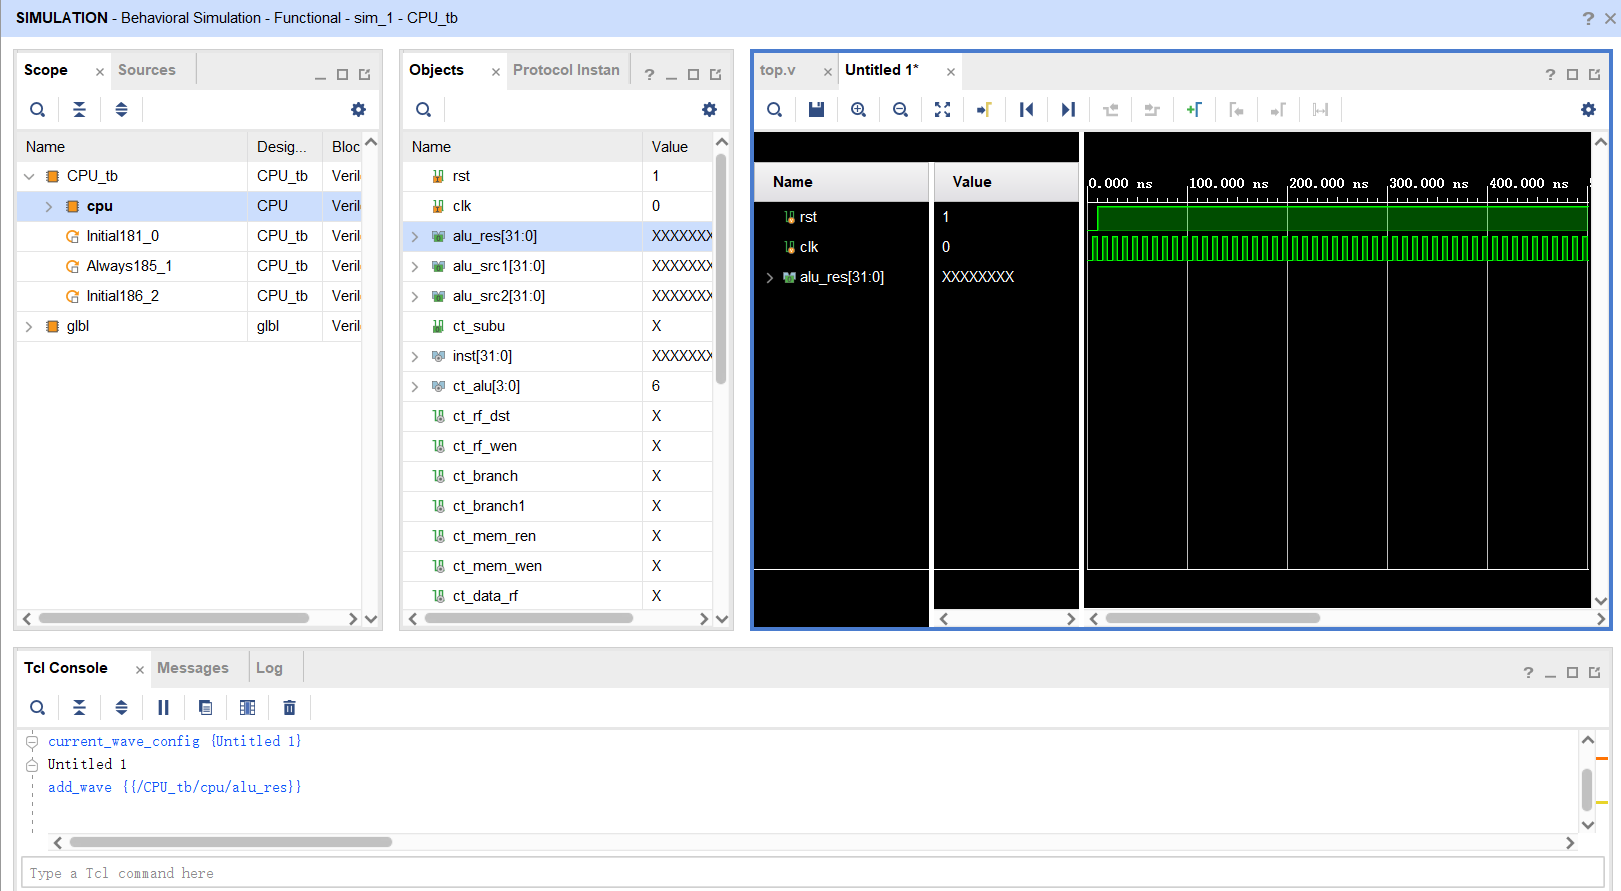 SIMULATION - Behavioral Simulation - Functional - sim_1 - CPU_tb
Scope
Sources
Name Desig... Bloc
CPU_tb CPU_tb Veril
cpu CPU Veril
Initial181_0 CPU_tb Veril
Always185_1 CPU_tb Veril
Initial186_2 CPU_tb Veril
glbl glbl Veril
Objects
Protocol Instan
Name Value
rst 1
clk 0
alu_res[31:0] XXXXXXX
alu_src1[31:0] XXXXXXX
alu_src2[31:0] XXXXXXX
ct_subu X
inst[31:0] XXXXXXX
ct_alu[3:0] 6
ct_rf_dst X
ct_rf_wen X
ct_branch X
ct_branch1 X
ct_mem_ren X
ct_mem_wen X
ct_data_rf X
top.v
Untitled 1*
Name Value
rst 1
clk 0
alu_res[31:0] XXXXXXXX
0.000 ns 100.000 ns 200.000 ns 300.000 ns 400.000 ns
Tcl Console
Messages
Log
current_wave_config {Untitled 1}
Untitled 1
add_wave {{/CPU_tb/cpu/alu_res}}
Type a Tcl command here